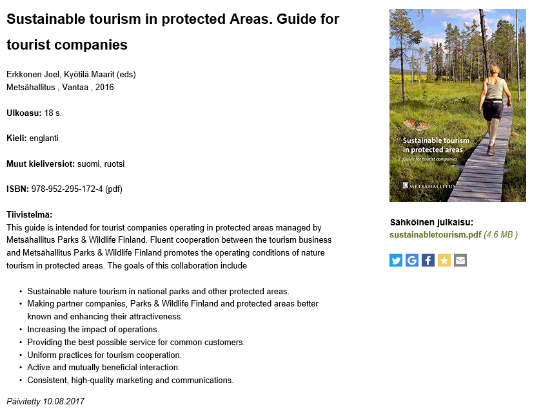 Sustainable tourism in protected Areas. Guide for
tourist companies
Erkkonen Joel, Kyötilä Maarit (eds)
Metsähallitus , Vantaa , 2016
Ulkoasu: 18 s.
Kieli: englanti
Muut kieliversiot: suomi, ruotsi
ISBN: 978-952-295-172-4 (pdf)
Tiivistelmä:
This guide is intended for tourist companies operating in protected areas managed by
Metsähallitus Parks & Wildlife Finland. Fluent cooperation between the tourism business
and Metsähallitus Parks & Wildlife Finland promotes the operating conditions of nature
tourism in protected areas. The goals of this collaboration include
• Sustainable nature tourism in national parks and other protected areas.
• Making partner companies, Parks & Wildlife Finland and protected areas better
known and enhancing their attractiveness.
• Increasing the impact of operations.
• Providing the best possible service for common customers.
• Uniform practices for tourism cooperation.
• Active and mutually beneficial interaction.
• Consistent, high-quality marketing and communications.
Päivitetty 10.08.2017
Sustainable tourism
in protected areas
Guide for tourist companies
METSÄHALLITUS
Sähköinen julkaisu:
sustainabletourism.pdf (4.6 MB )